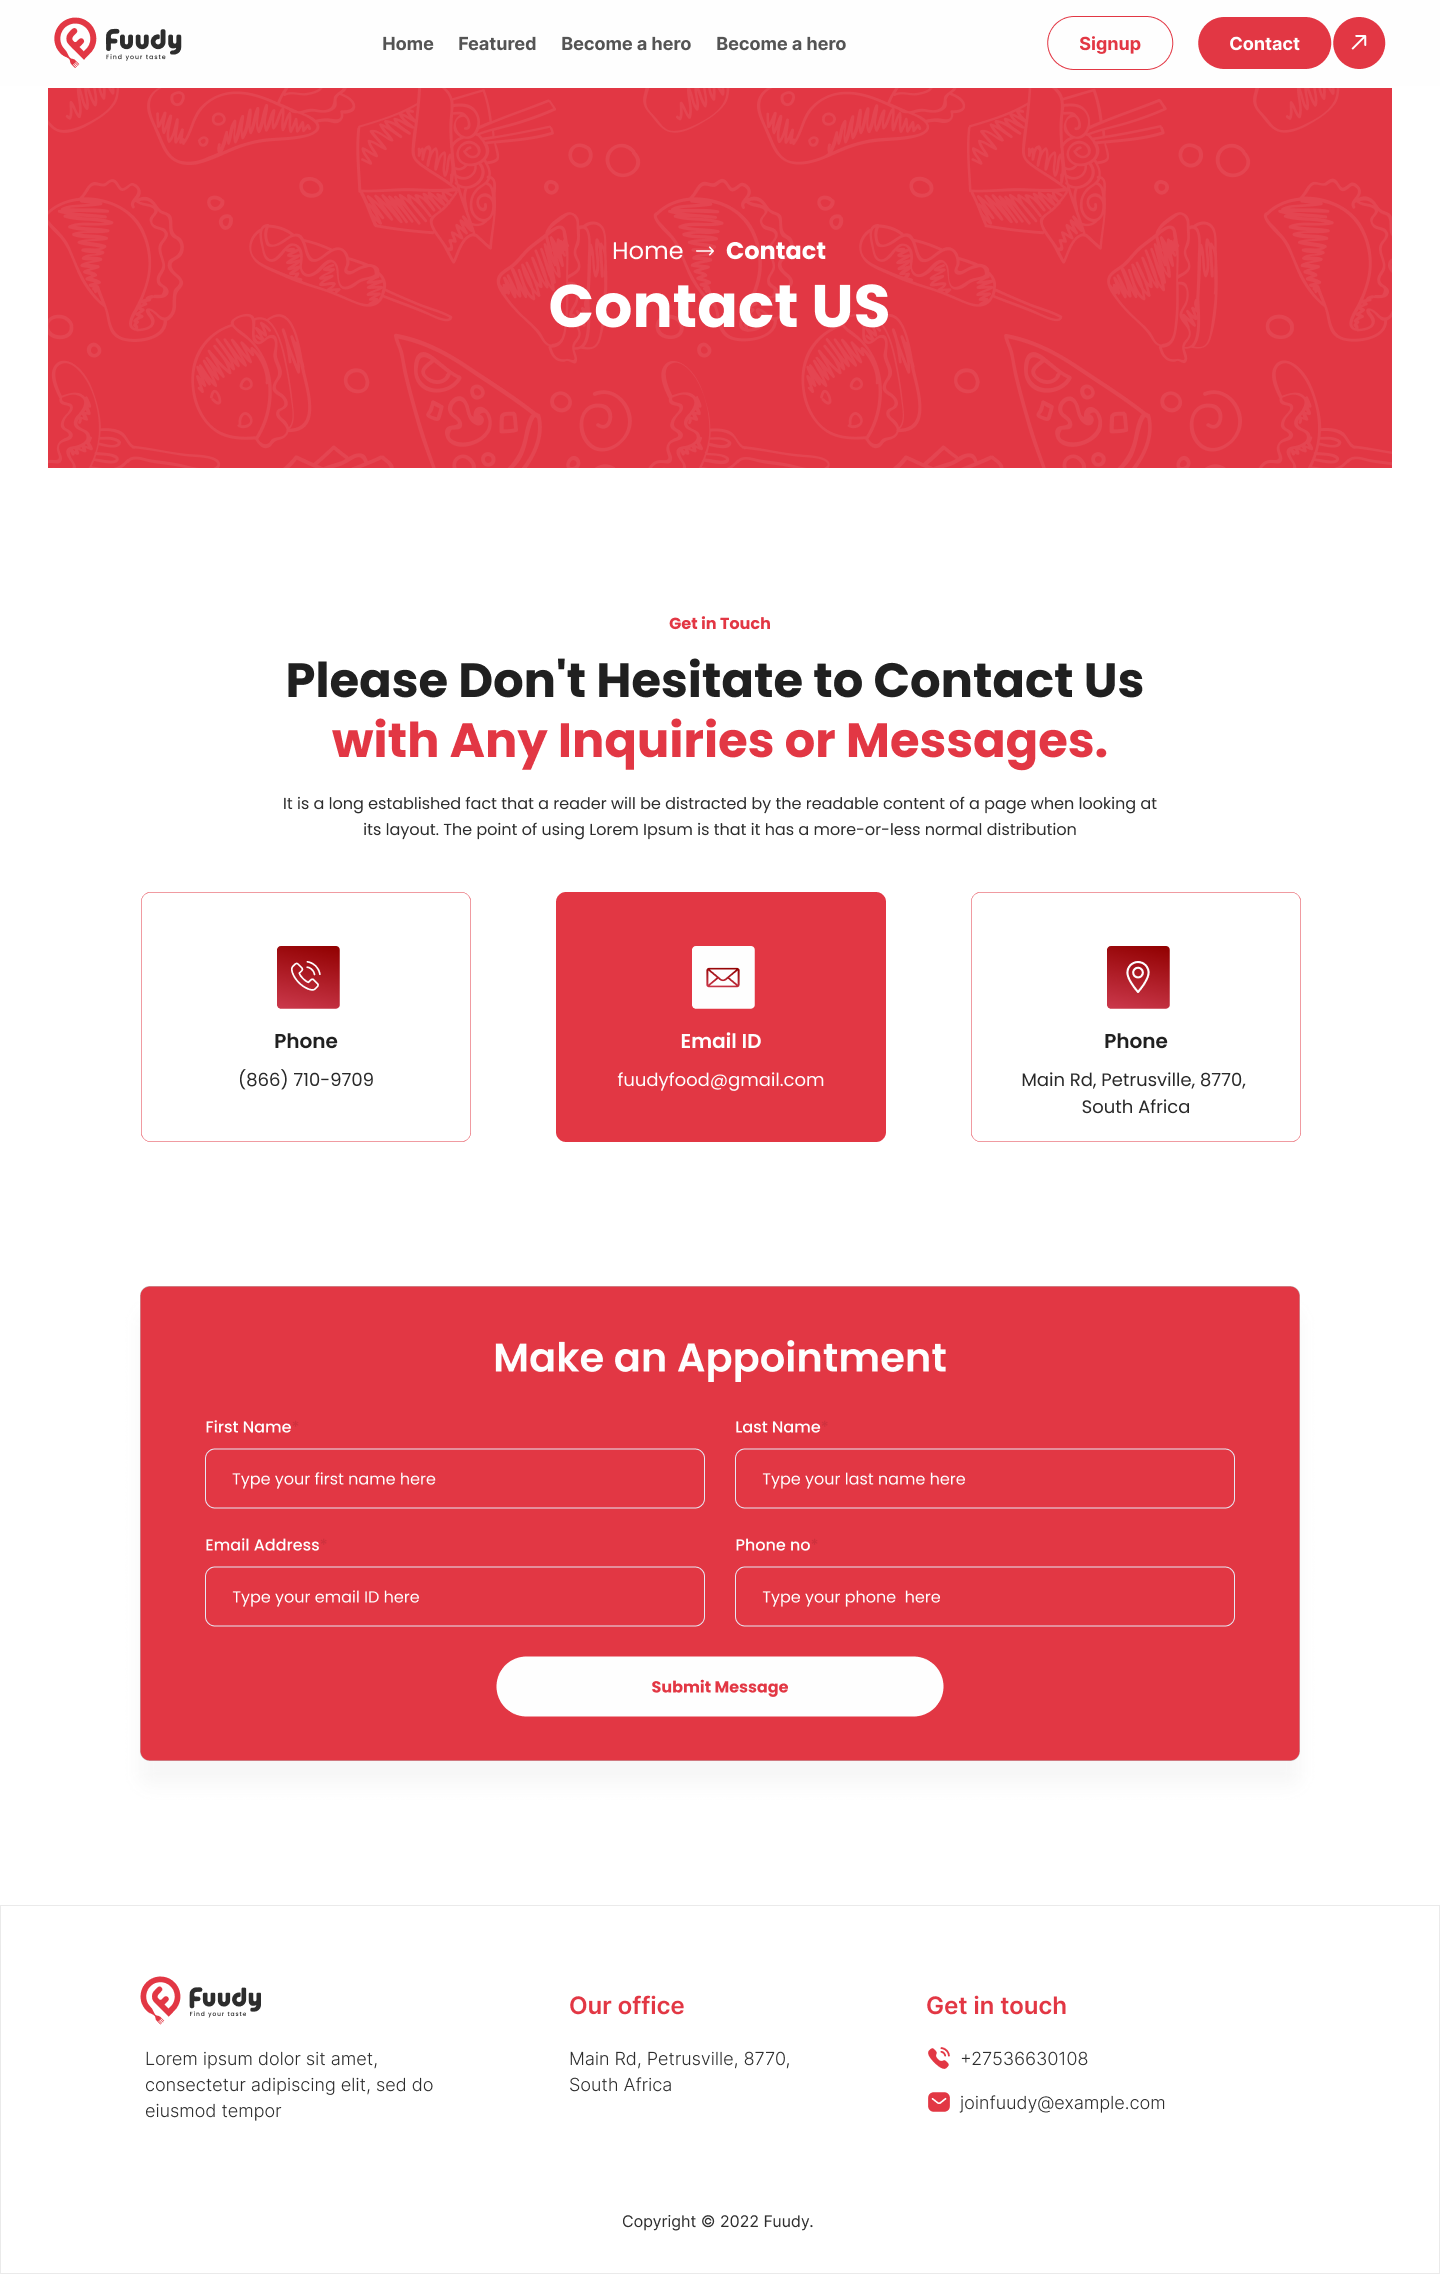 Fuudy
Find your taste
Home Featured Become a hero Become a hero
Signup
Contact
Home → Contact
Contact US
Get in Touch
Please Don't Hesitate to Contact Us
with Any Inquiries or Messages.
It is a long established fact that a reader will be distracted by the readable content of a page when looking at
its layout. The point of using Lorem Ipsum is that it has a more-or-less normal distribution
Phone
(866) 710-9709
Email ID
fuudyfood@gmail.com
Phone
Main Rd, Petrusville, 8770,
South Africa
Make an Appointment
First Name*
Last Name*
Type your first name here
Type your last name here
Email Address*
Phone no*
Type your email ID here
Type your phone  here
Submit Message
Fuudy
Find your taste
Lorem ipsum dolor sit amet,
consectetur adipiscing elit, sed do
eiusmod tempor
Our office
Main Rd, Petrusville, 8770,
South Africa
Get in touch
+27536630108
joinfuudy@example.com
Copyright © 2022 Fuudy.